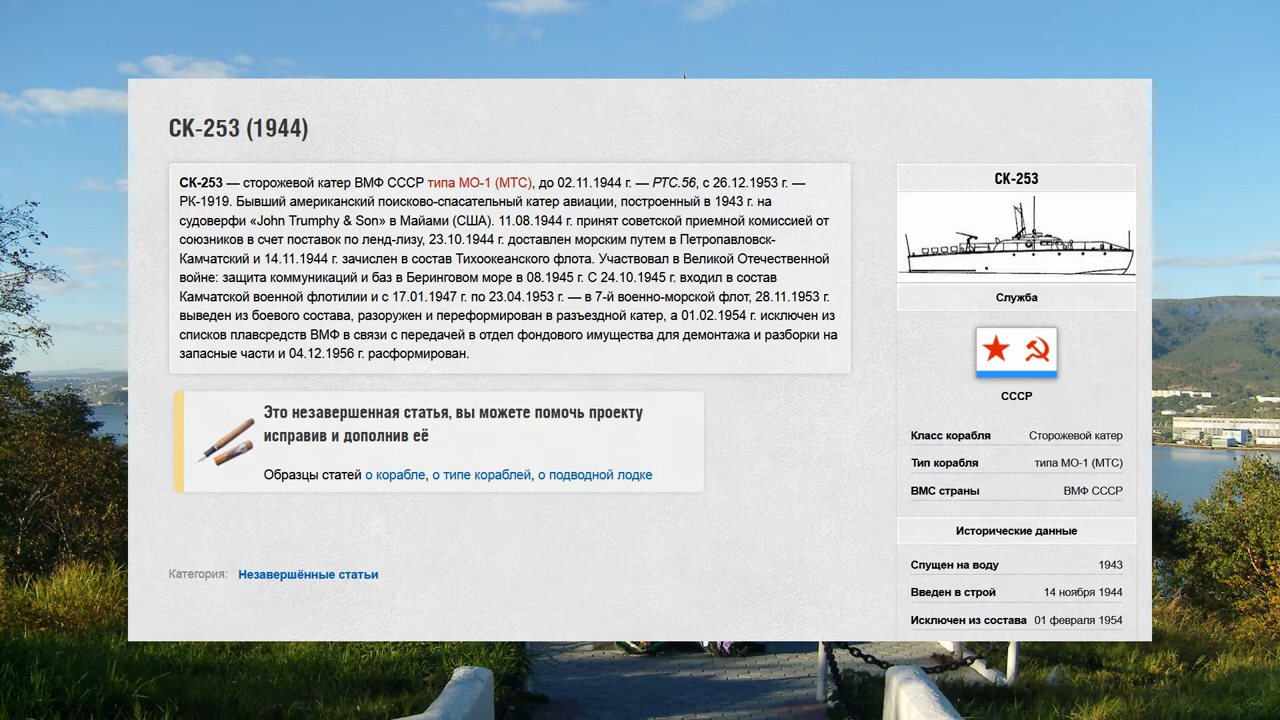 СК-253 (1944)
СК-253 — сторожевой катер ВМФ СССР типа МО-1 (МТС), до 02.11.1944 г. — РТС.56, с 26.12.1953 г. —
РК-1919. Бывший американский поисково-спасательный катер авиации, построенный в 1943 г. на
судоверфи «John Trumphy & Son» в Майами (США). 11.08.1944 г. принят советской приемной комиссией от
союзников в счет поставок по ленд-лизу, 23.10.1944 г. доставлен морским путем в Петропавловск-
Камчатский и 14.11.1944 г. зачислен в состав Тихоокеанского флота. Участвовал в Великой Отечественной
войне: защита коммуникаций и баз в Беринговом море в 08.1945 г. С 24.10.1945 г. входил в состав
Камчатской военной флотилии и с 17.01.1947 г. по 23.04.1953 г. — в 7-й военно-морской флот, 28.11.1953 г.
выведен из боевого состава, разоружен и переформирован в разъездной катер, а 01.02.1954 г. исключен из
списков плавсредств ВМФ в связи с передачей в отдел фондового имущества для демонтажа и разборки на
запасные части и 04.12.1956 г. расформирован.
Это незавершенная статья, вы можете помочь проекту
исправив и дополнив её
Образцы статей о корабле, о типе кораблей, о подводной лодке
Категория: Незавершённые статьи
СК-253
Служба
СССР
Класс корабля Сторожевой катер
Тип корабля типа МО-1 (МТС)
ВМС страны ВМФ СССР
Исторические данные
Спущен на воду 1943
Введен в строй 14 ноября 1944
Исключен из состава 01 февраля 1954